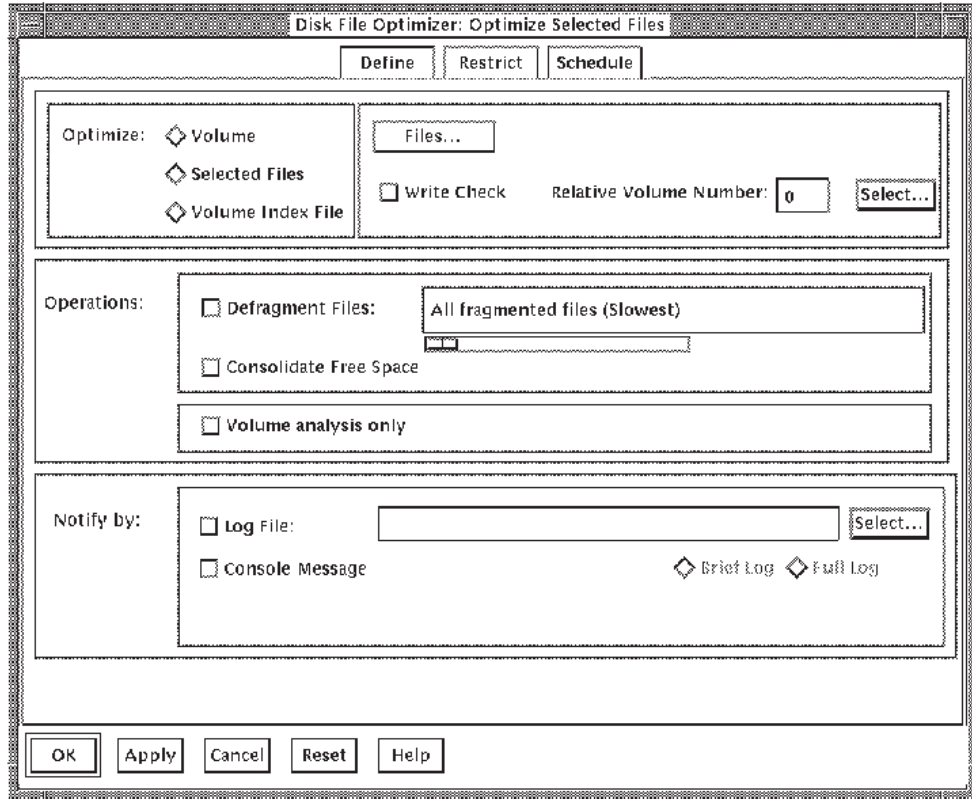 Disk File Optimizer: Optimize Selected Files
Define Restrict Schedule
Optimize: Volume
Selected Files
Volume Index File
Files...
Write Check Relative Volume Number: 0 Select...
Operations: Defragment Files: All fragmented files (Slowest)
Consolidate Free Space
Volume analysis only
Notify by: Log File: Select...
Console Message Brief Log Full Log
OK Apply Cancel Reset Help